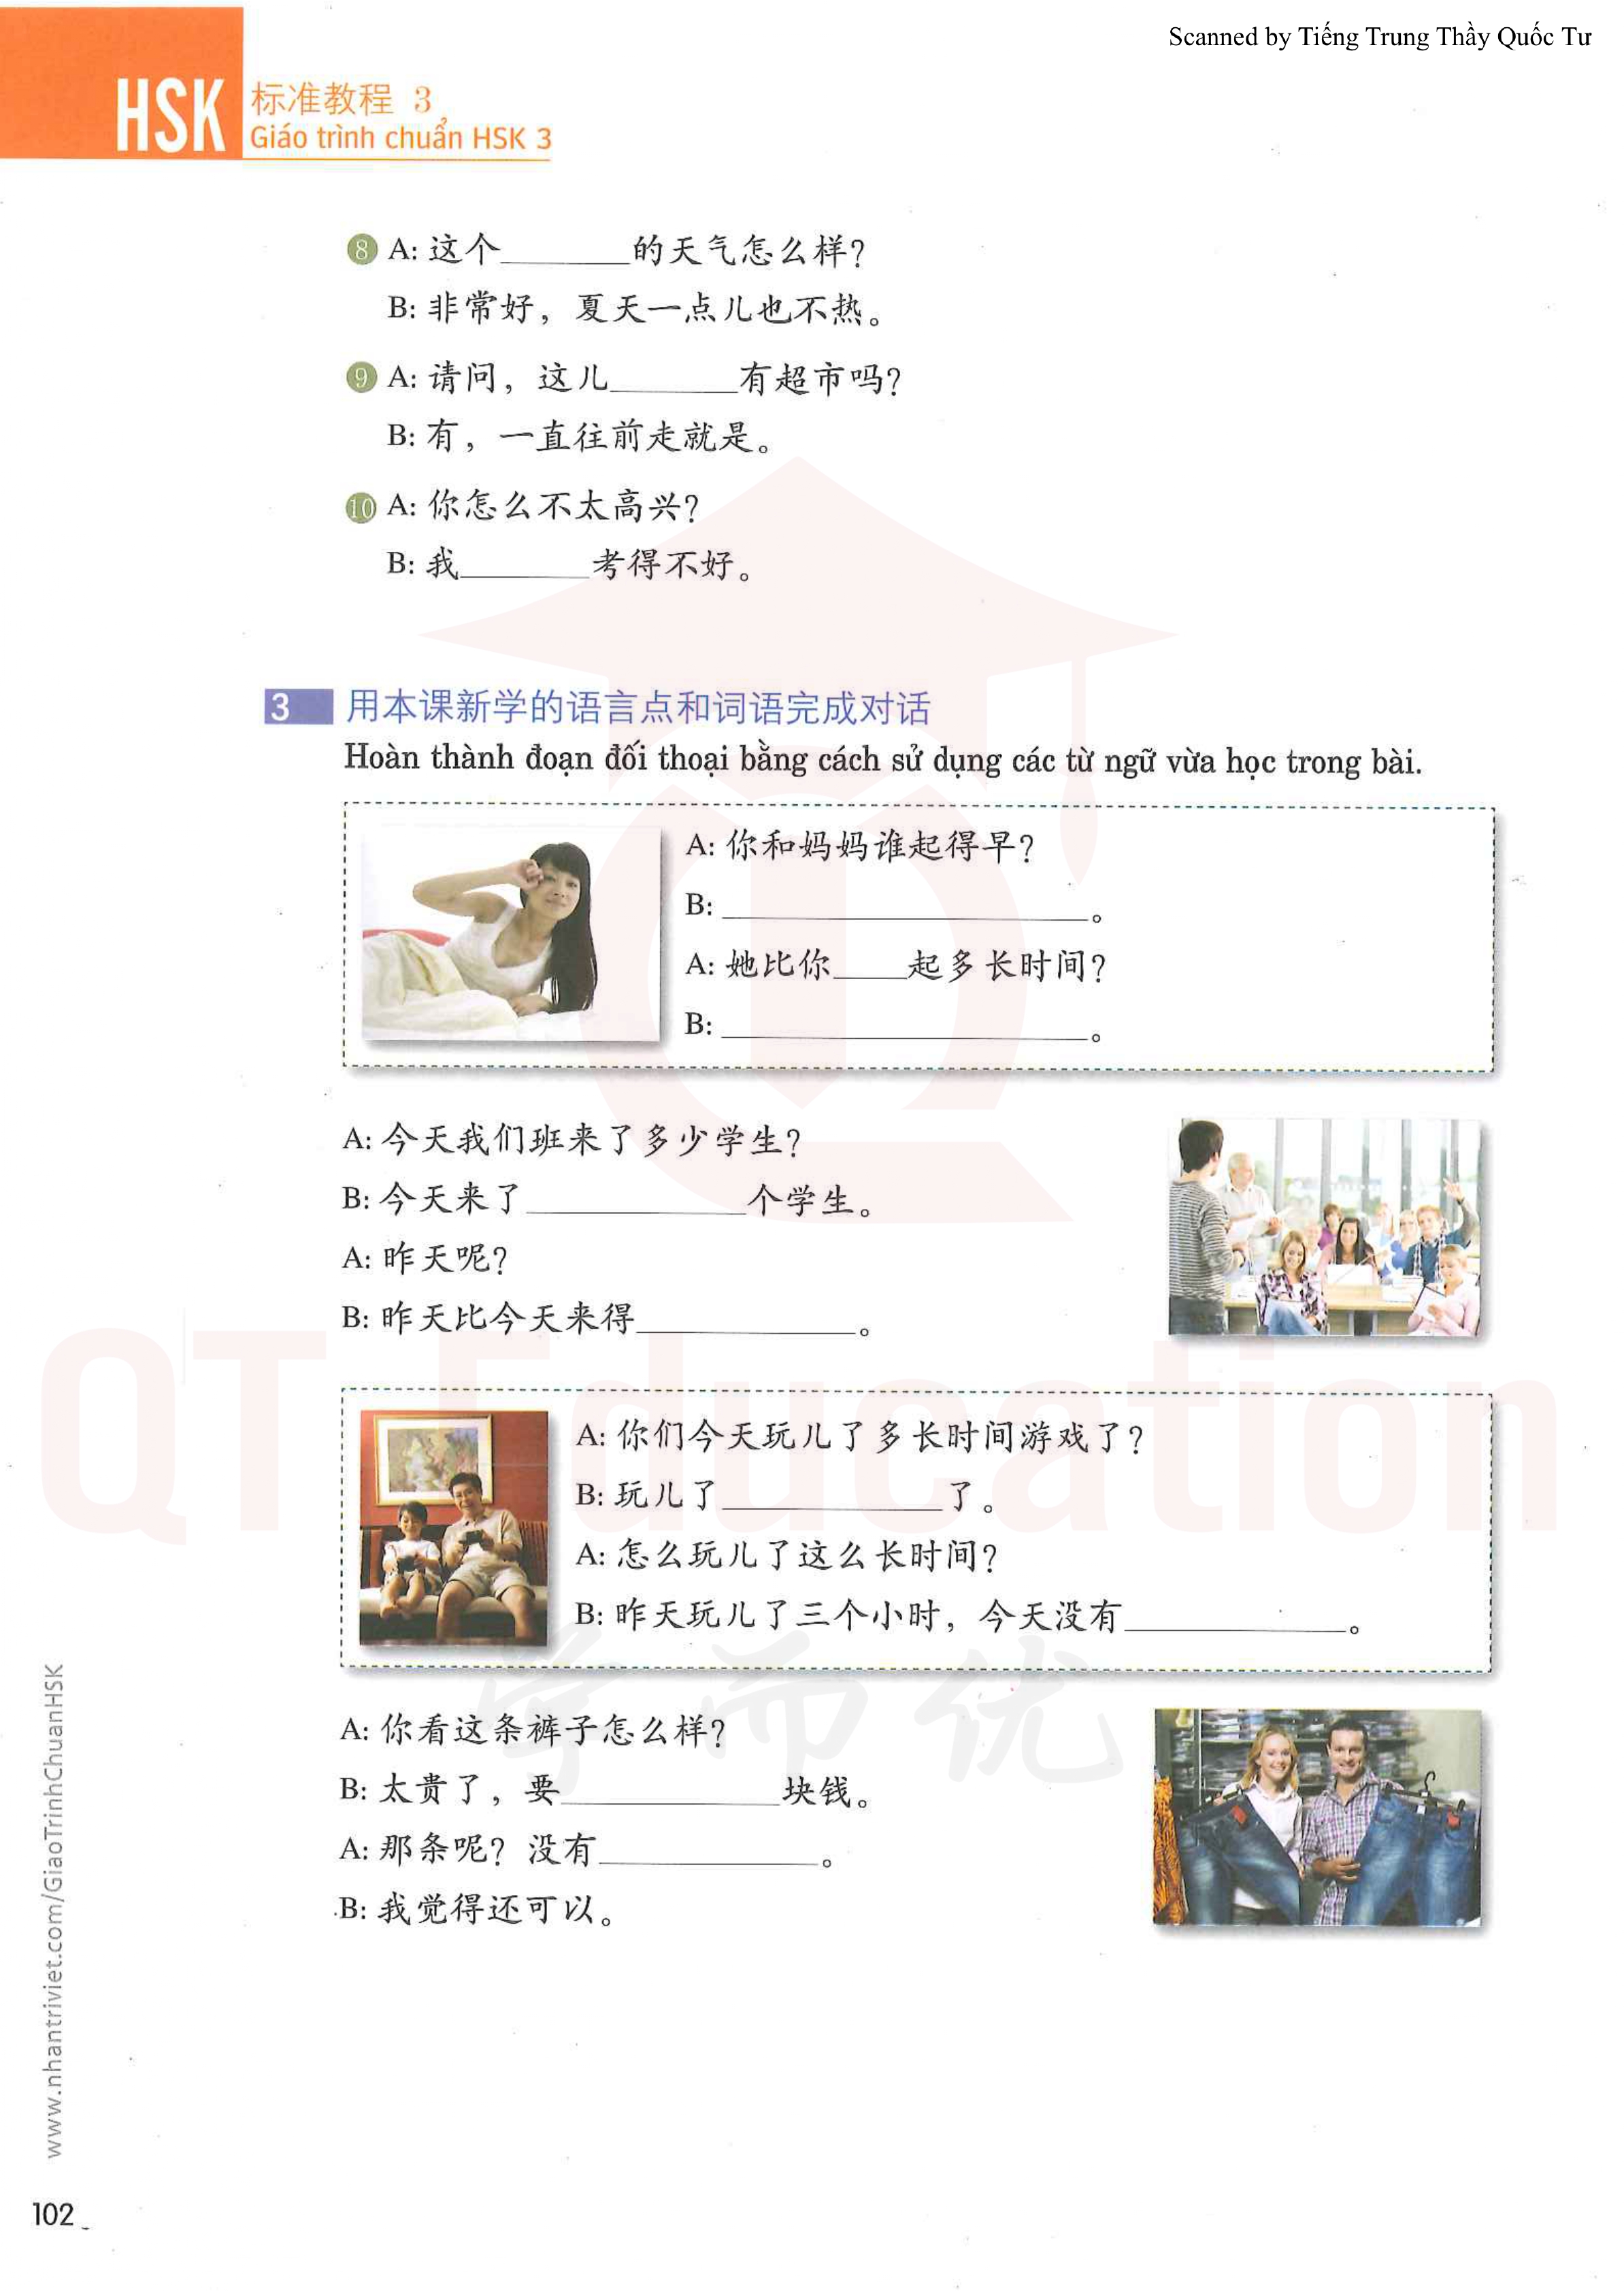 Scanned by Tiếng Trung Thầy Quốc Tư
HSK 标准教程 3
Giáo trình chuẩn HSK 3
8 A: 这个_______的天气怎么样?
B: 非常好，夏天一点儿也不热。
9 A: 请问，这儿_______有超市吗?
B: 有，一直往前走就是。
10 A: 你怎么不太高兴?
B: 我_______考得不好。
3 用本课新学的语言点和词语完成对话
Hoàn thành đoạn đối thoại bằng cách sử dụng các từ ngữ vừa học trong bài.
A: 你和妈妈谁起得早?
B: ____________________。
A: 她比你____起多长时间?
B: ____________________。
A: 今天我们班来了多少学生?
B: 今天来了____________个学生。
A: 昨天呢?
B: 昨天比今天来得____________。
A: 你们今天玩儿了多长时间游戏了?
B: 玩儿了____________了。
A: 怎么玩儿了这么长时间?
B: 昨天玩儿了三个小时，今天没有____________。
A: 你看这条裤子怎么样?
B: 太贵了，要____________块钱。
A: 那条呢? 没有____________。
B: 我觉得还可以。
QT Education
学而优
www.nhantriviet.com/GiaoTrinhChuanHSK
102